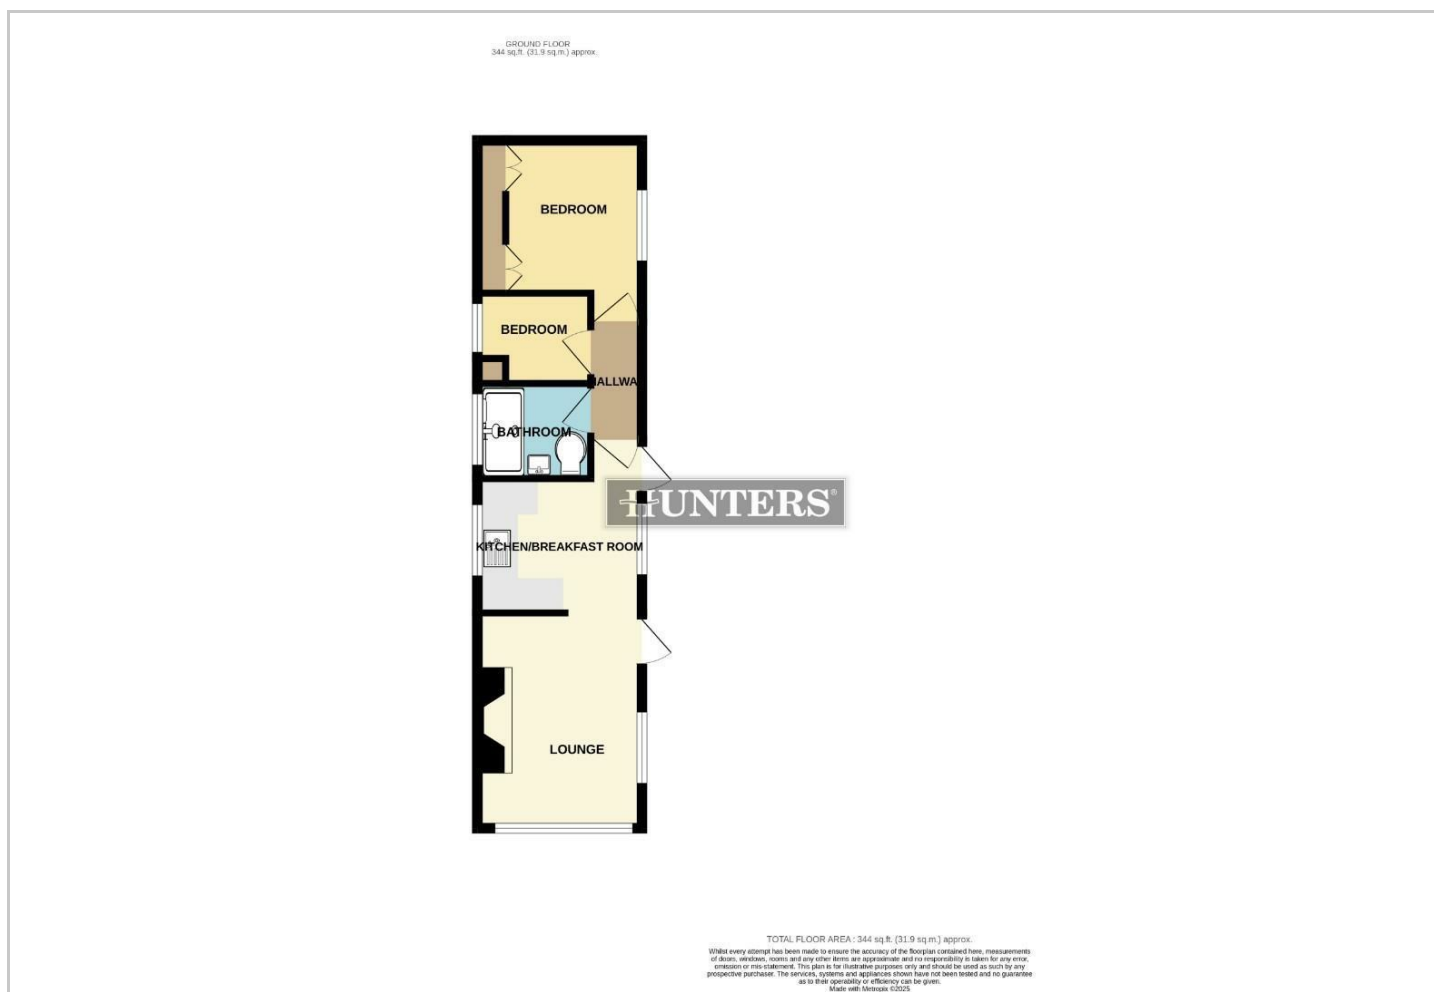 GROUND FLOOR
344 sq.ft. (31.9 sq.m.) approx.
BEDROOM
BEDROOM
HALLWA
BATHROOM
HUNTERS®
KITCHEN/BREAKFAST ROOM
LOUNGE
TOTAL FLOOR AREA : 344 sq.ft. (31.9 sq.m.) approx.
Whilst every attempt has been made to ensure the accuracy of the floorplan contained here, measurements
of doors, windows, rooms and any other items are approximate and no responsibility is taken for any error,
omission or mis-statement. This plan is for illustrative purposes only and should be used as such by any
prospective purchaser. The services, systems and appliances shown have not been tested and no guarantee
as to their operability or efficiency can be given.
Made with Metropix ©2025